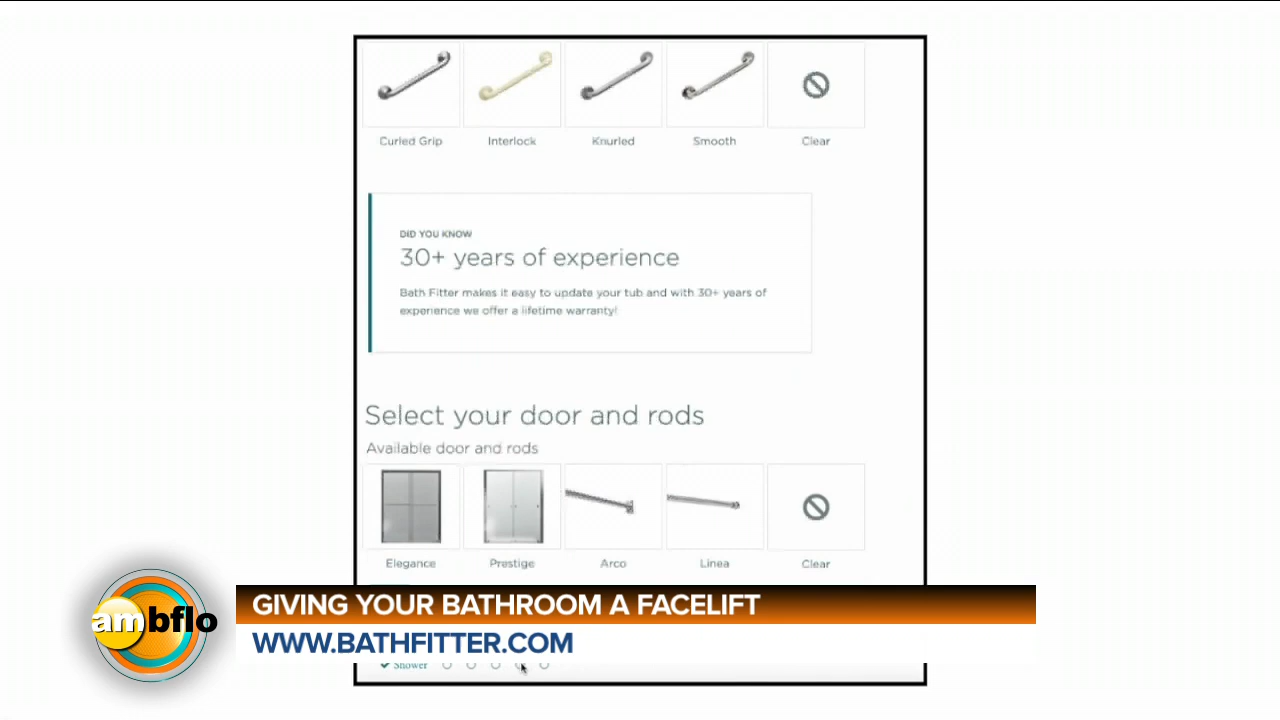 Curled Grip Interlock Knurled Smooth Clear
DID YOU KNOW
30+ years of experience
Bath Fitter makes it easy to update your tub and with 30+ years of
experience we offer a lifetime warranty!
Select your door and rods
Available door and rods
Elegance Prestige Arco Linea Clear
am bflo
GIVING YOUR BATHROOM A FACELIFT
WWW.BATHFITTER.COM
Shower